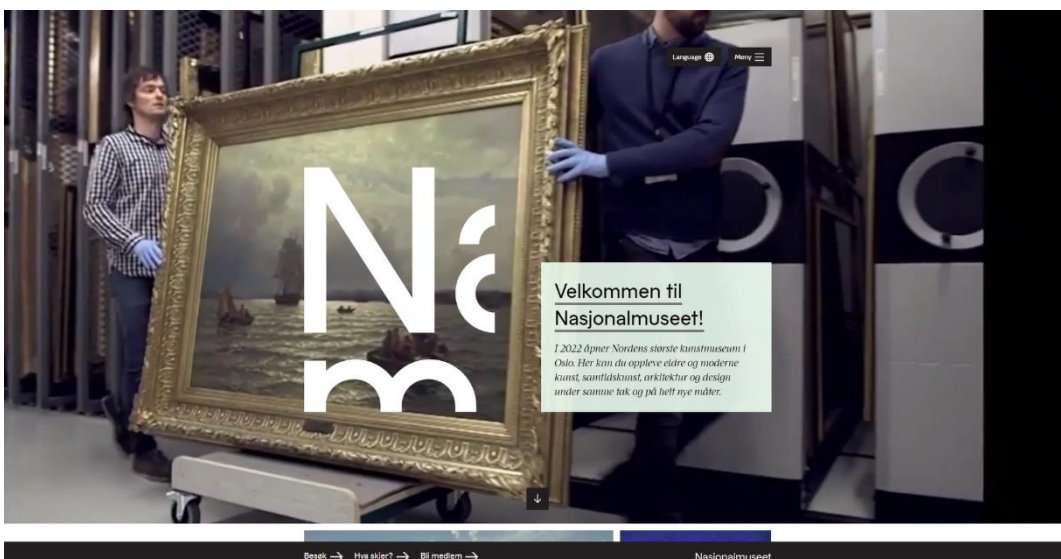 Language
Meny
Na
m
Velkommen til
Nasjonalmuseet!
I 2022 åpner Nordens største kunstmuseum i
Oslo. Her kan du oppleve eldre og moderne
kunst, samtidskunst, arkitektur og design
under samme tak og på helt nye måter.
Besøk → Hva skjer? → Bli medlem →
Nasjonalmuseet